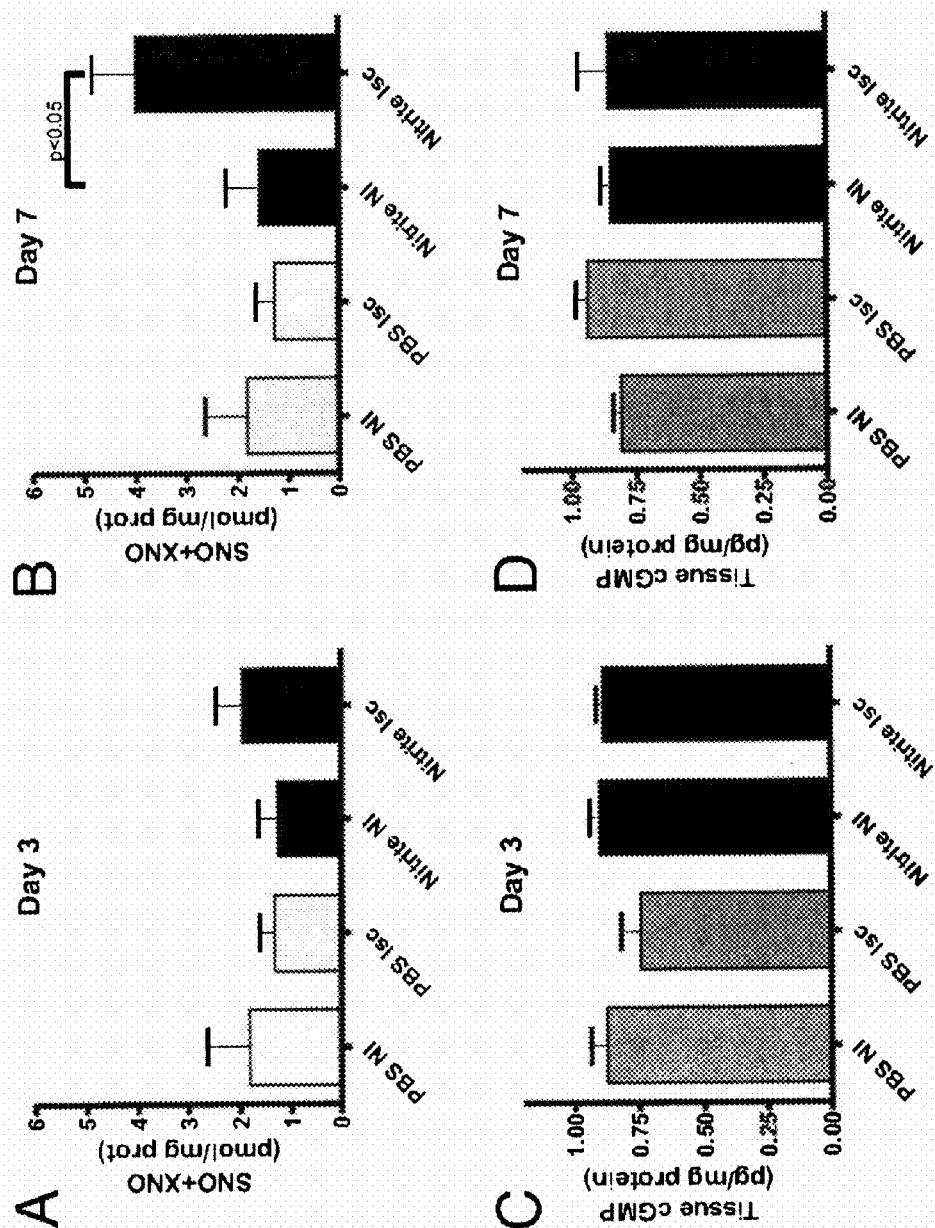 A
Day 3
SNO+XNO
(pmol/mg prot)
6
5
4
3
2
1
0
PBS NI
PBS Isc
Nitrite NI
Nitrite Isc
B
Day 7
p<0.05
SNO+XNO
(pmol/mg prot)
6
5
4
3
2
1
0
PBS NI
PBS Isc
Nitrite NI
Nitrite Isc
C
Day 3
Tissue cGMP
(pg/mg protein)
1.00
0.75
0.50
0.25
0.00
PBS NI
PBS Isc
Nitrite NI
Nitrite Isc
D
Day 7
Tissue cGMP
(pg/mg protein)
1.00
0.75
0.50
0.25
0.00
PBS NI
PBS Isc
Nitrite NI
Nitrite Isc